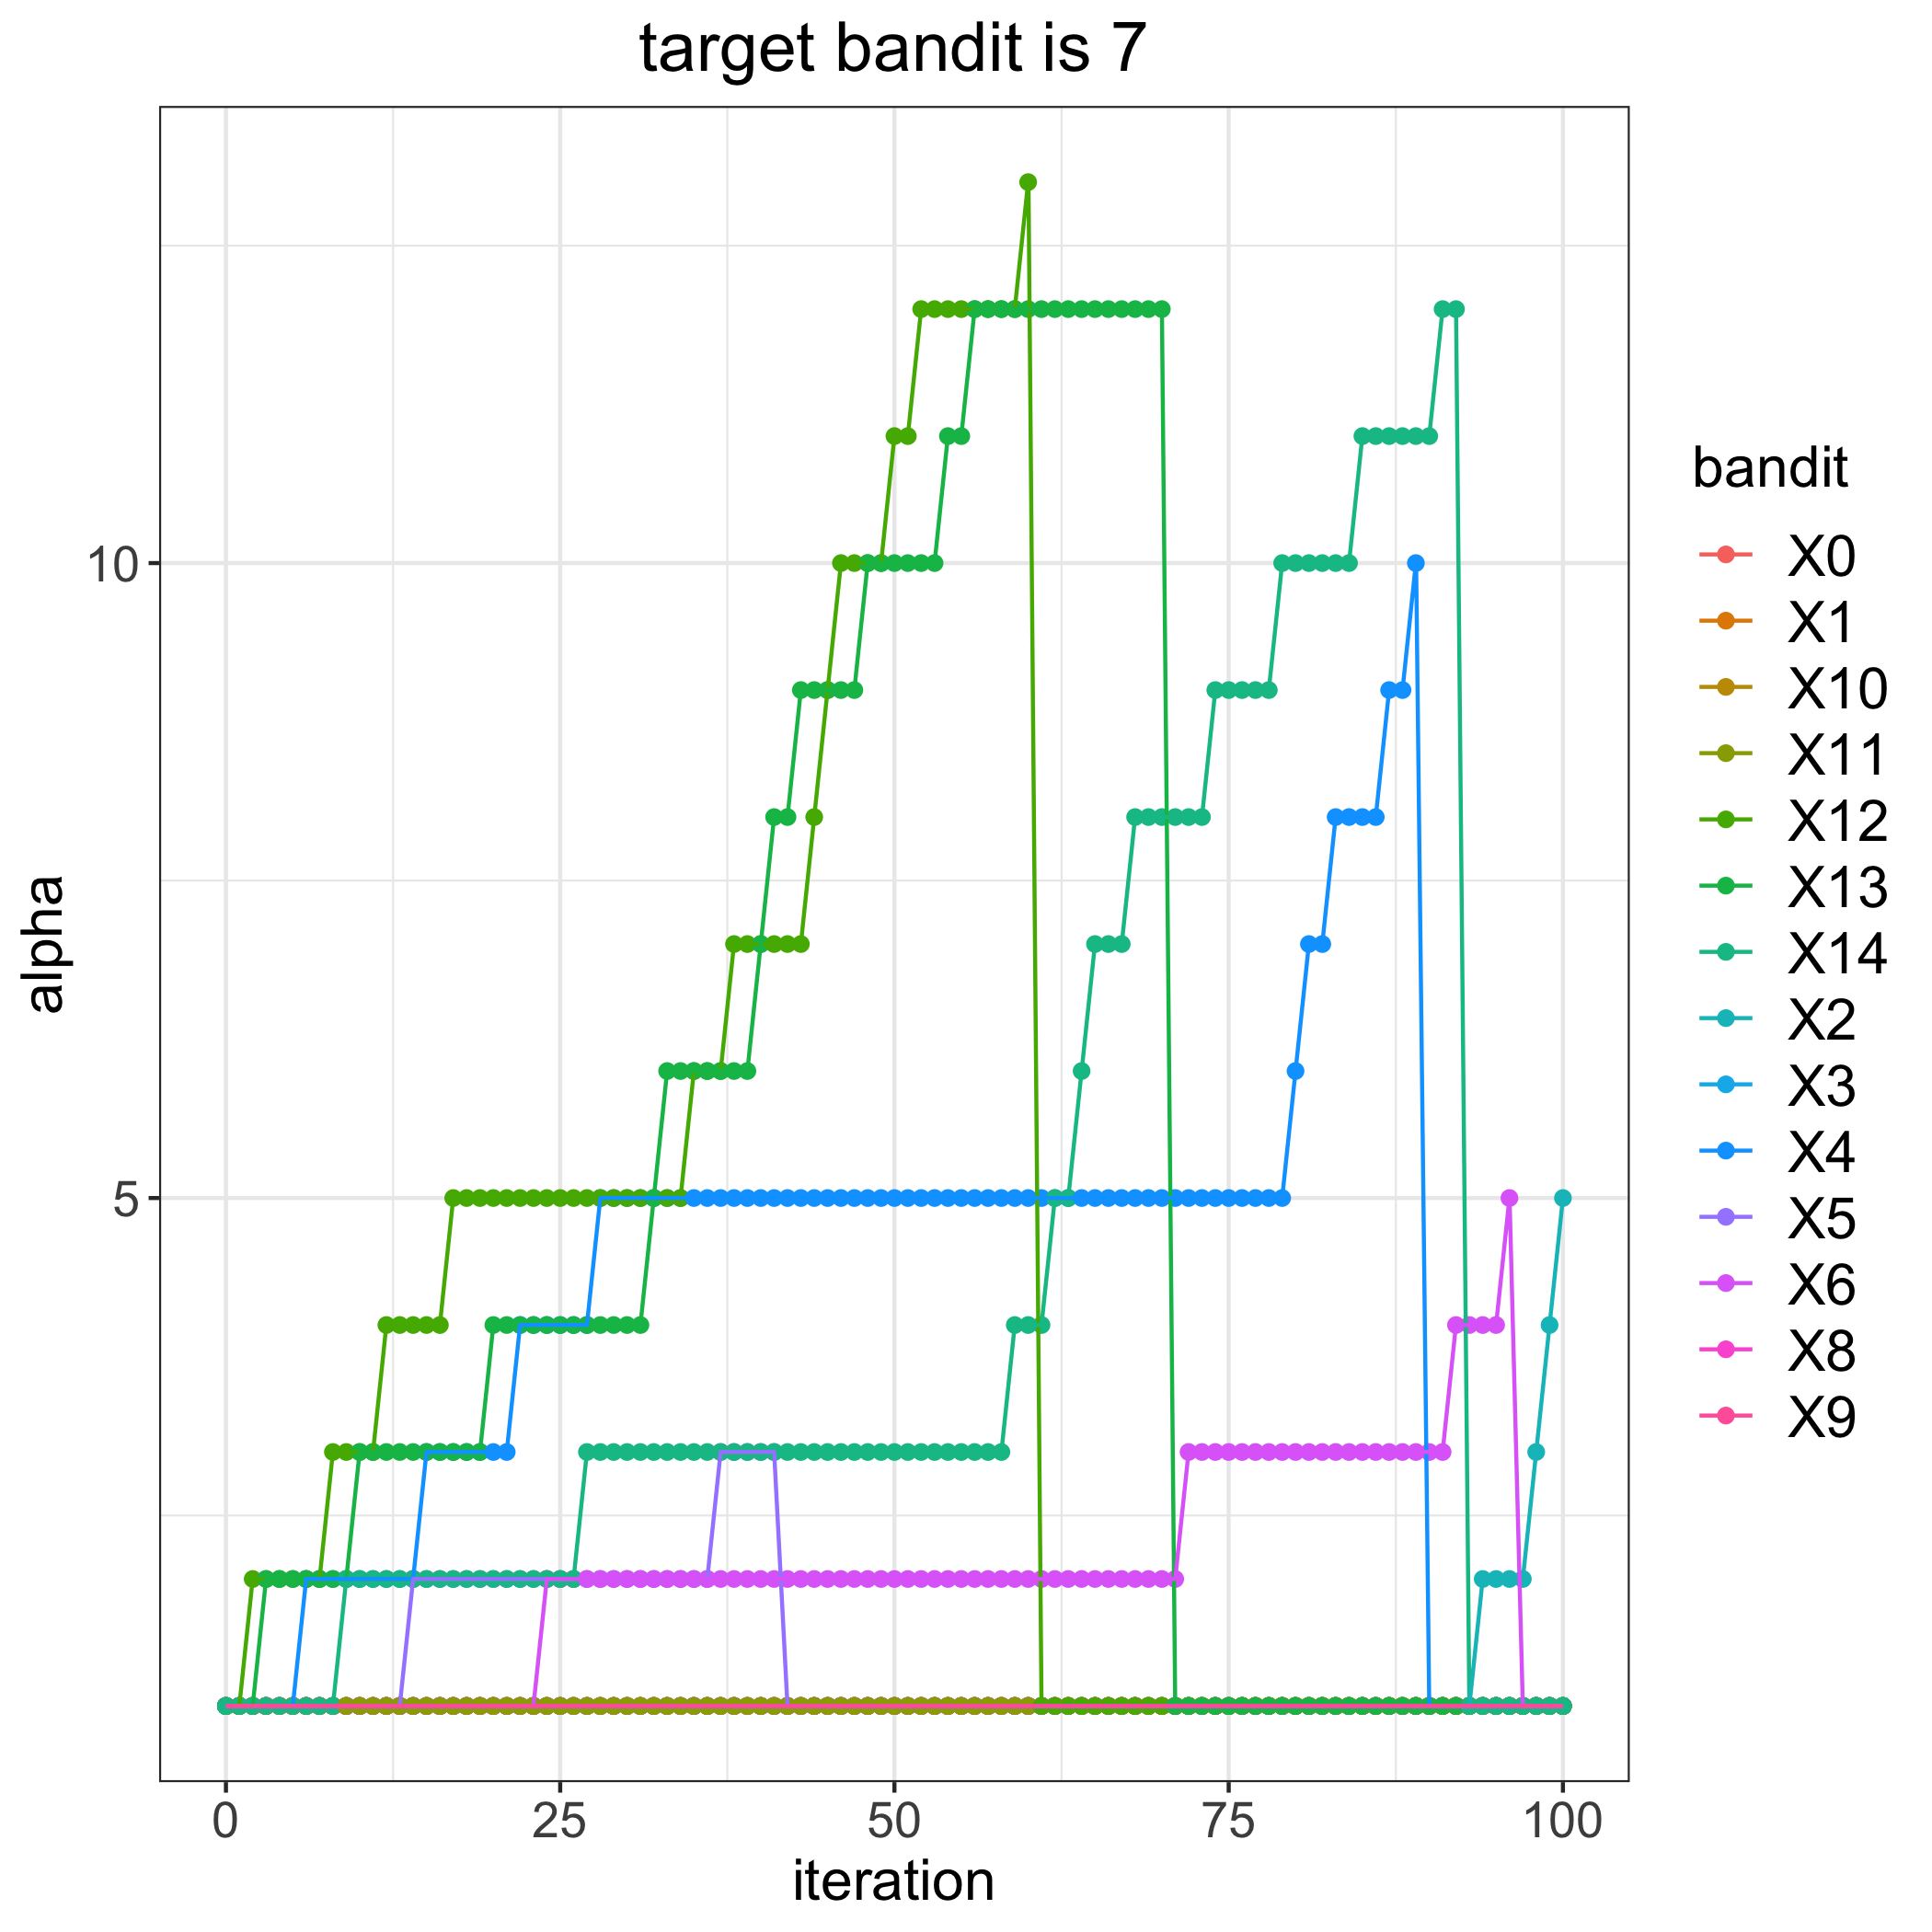 target bandit is 7
alpha
10
5
0
25
50
75
100
iteration
bandit
X0
X1
X10
X11
X12
X13
X14
X2
X3
X4
X5
X6
X8
X9